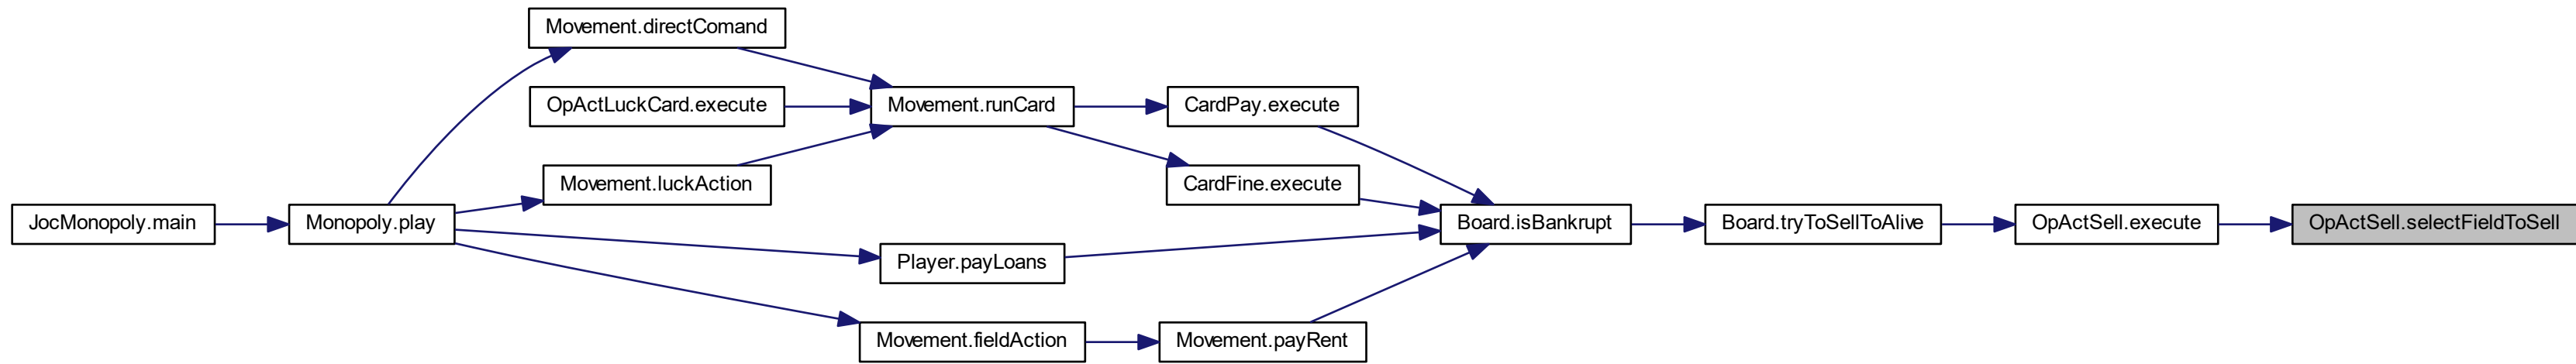 Movement.directComand
OpActLuckCard.execute
Movement.runCard
CardPay.execute
Movement.luckAction
CardFine.execute
JocMonopoly.main
Monopoly.play
Board.isBankrupt
Board.tryToSellToAlive
OpActSell.execute
OpActSell.selectFieldToSell
Player.payLoans
Movement.fieldAction
Movement.payRent